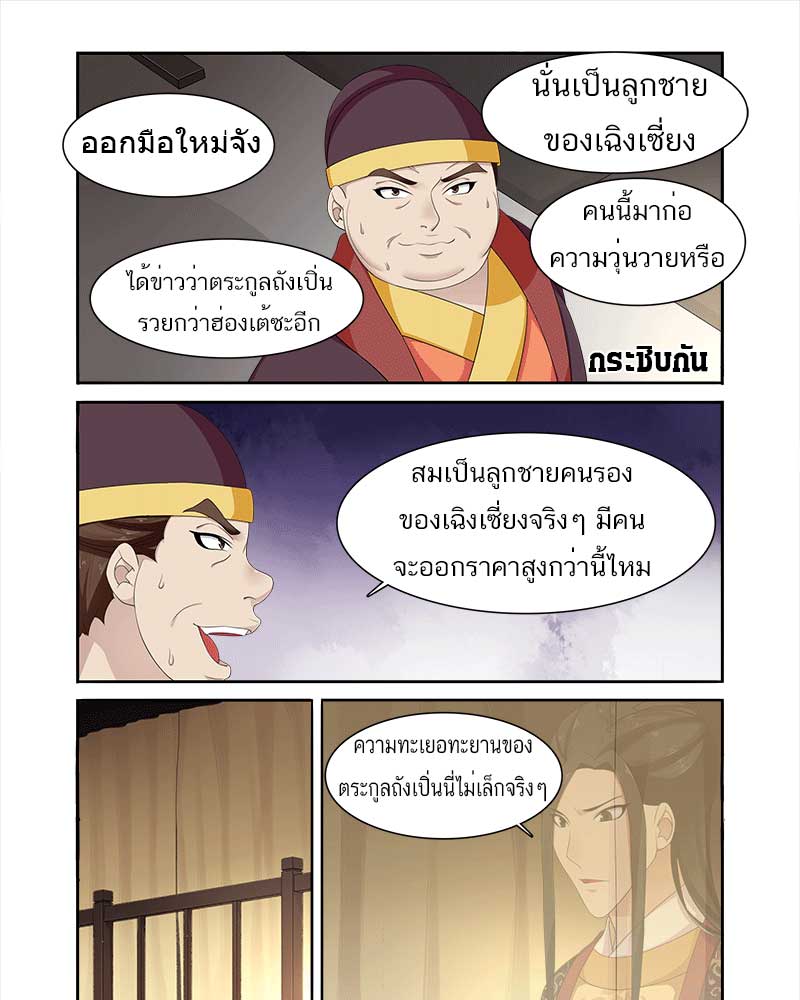 ออกมือใหม่จัง
นั่นเป็นลูกชาย
ของเฉิงเซี่ยง
คนนี้มาก่อ
ความวุ่นวายหรือ
ได้ข่าวว่าตระกูลถังเปิ่น
รวยกว่าฮ่องเต้ซะอีก
กระซิบกัน
สมเป็นลูกชายคนรอง
ของเฉิงเซี่ยงจริงๆ มีคน
จะออกราคาสูงกว่านี้ไหม
ความทะเยอทะยานของ
ตระกูลถังเปิ่นนี่ไม่เล็กจริงๆ